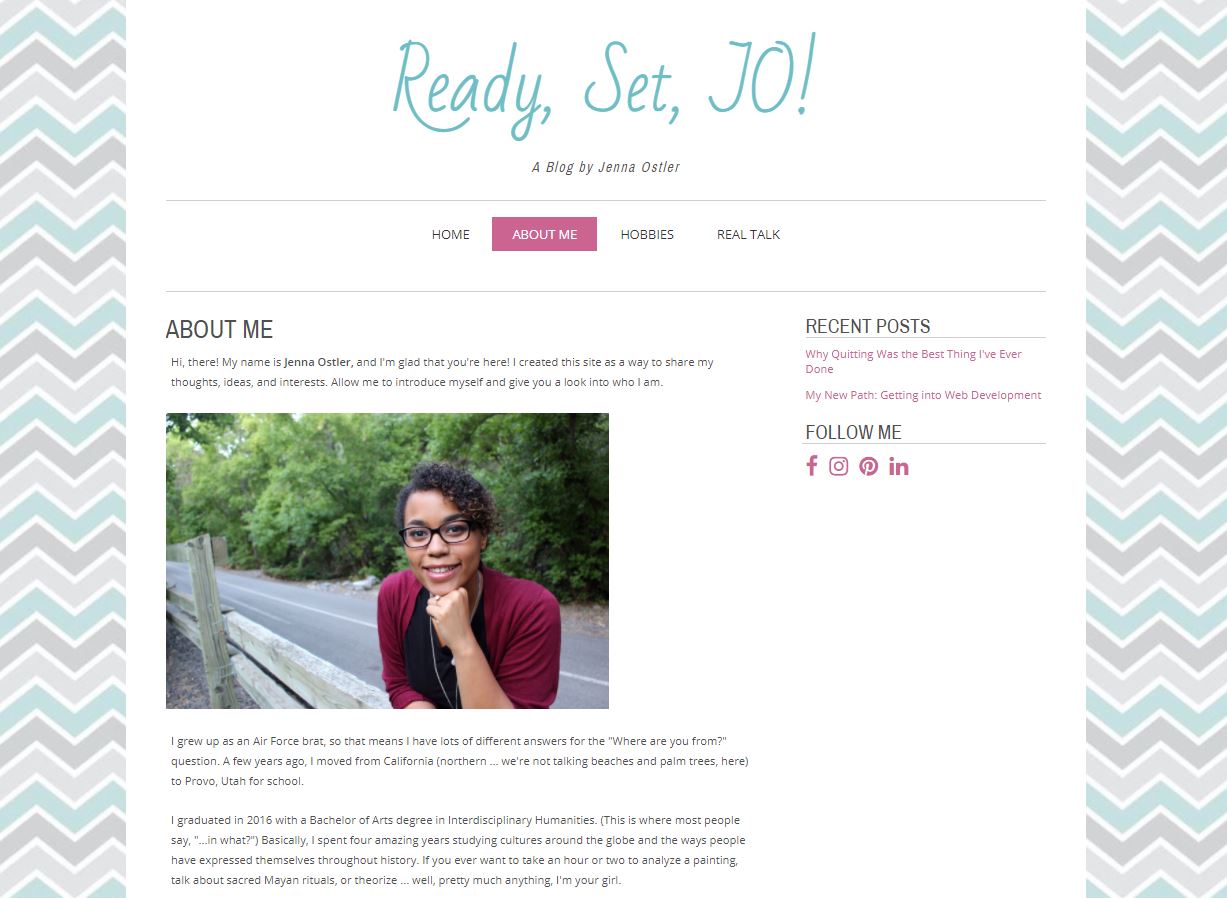 Ready, Set, JO!
A Blog by Jenna Ostler
HOME ABOUT ME HOBBIES REAL TALK
ABOUT ME
Hi, there! My name is Jenna Ostler, and I'm glad that you're here! I created this site as a way to share my
thoughts, ideas, and interests. Allow me to introduce myself and give you a look into who I am.
I grew up as an Air Force brat, so that means I have lots of different answers for the "Where are you from?"
question. A few years ago, I moved from California (northern ... we're not talking beaches and palm trees, here)
to Provo, Utah for school.
I graduated in 2016 with a Bachelor of Arts degree in Interdisciplinary Humanities. (This is where most people
say, "...in what?") Basically, I spent four amazing years studying cultures around the globe and the ways people
have expressed themselves throughout history. If you ever want to take an hour or two to analyze a painting,
talk about sacred Mayan rituals, or theorize ... well, pretty much anything, I'm your girl.
RECENT POSTS
Why Quitting Was the Best Thing I've Ever
Done
My New Path: Getting into Web Development
FOLLOW ME